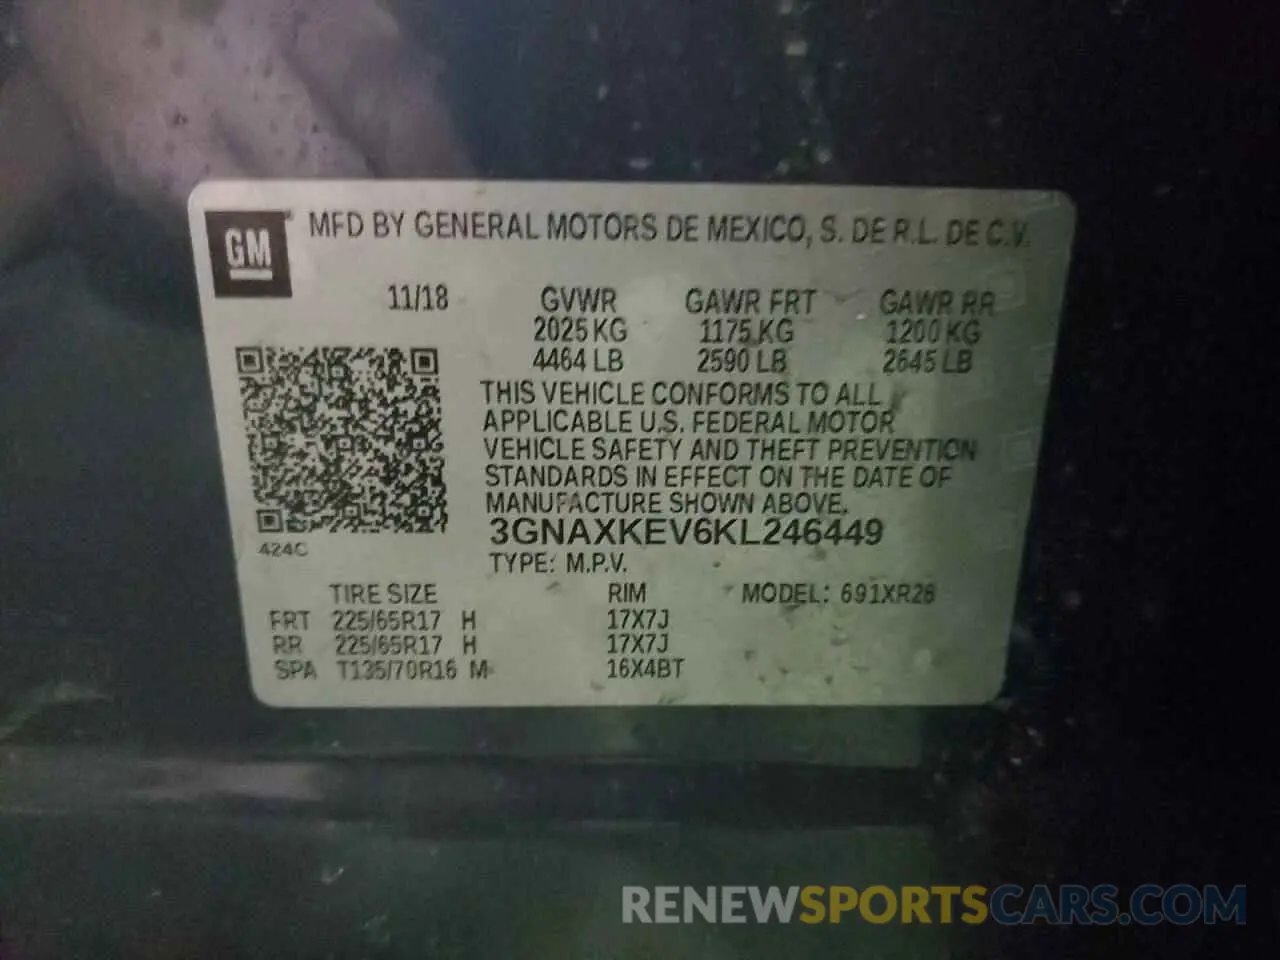 GM
MFD BY GENERAL MOTORS DE MEXICO, S. DE R.L. DE C.V.
11/18 GVWR GAWR FRT GAWR RR
2025 KG 1175 KG 1200 KG
4464 LB 2590 LB 2645 LB
THIS VEHICLE CONFORMS TO ALL
APPLICABLE U.S. FEDERAL MOTOR
VEHICLE SAFETY AND THEFT PREVENTION
STANDARDS IN EFFECT ON THE DATE OF
MANUFACTURE SHOWN ABOVE.
424C 3GNAXKEV6KL246449
TYPE: M.P.V.
TIRE SIZE RIM MODEL: 691XR26
FRT 225/65R17 H 17X7J
RR 225/65R17 H 17X7J
SPA T135/70R16 M 16X4BT
RENEWSPORTSCARS.COM